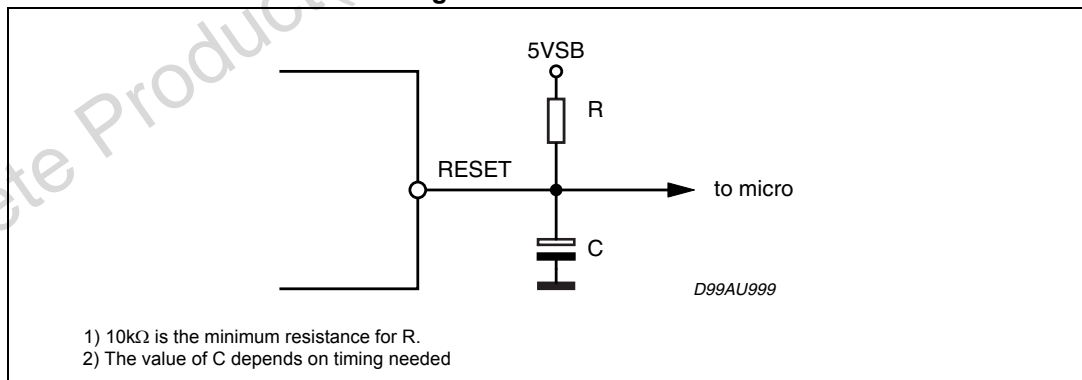 5VSB
R
RESET
to micro
C
D99AU999
1) 10kΩ is the minimum resistance for R.
2) The value of C depends on timing needed